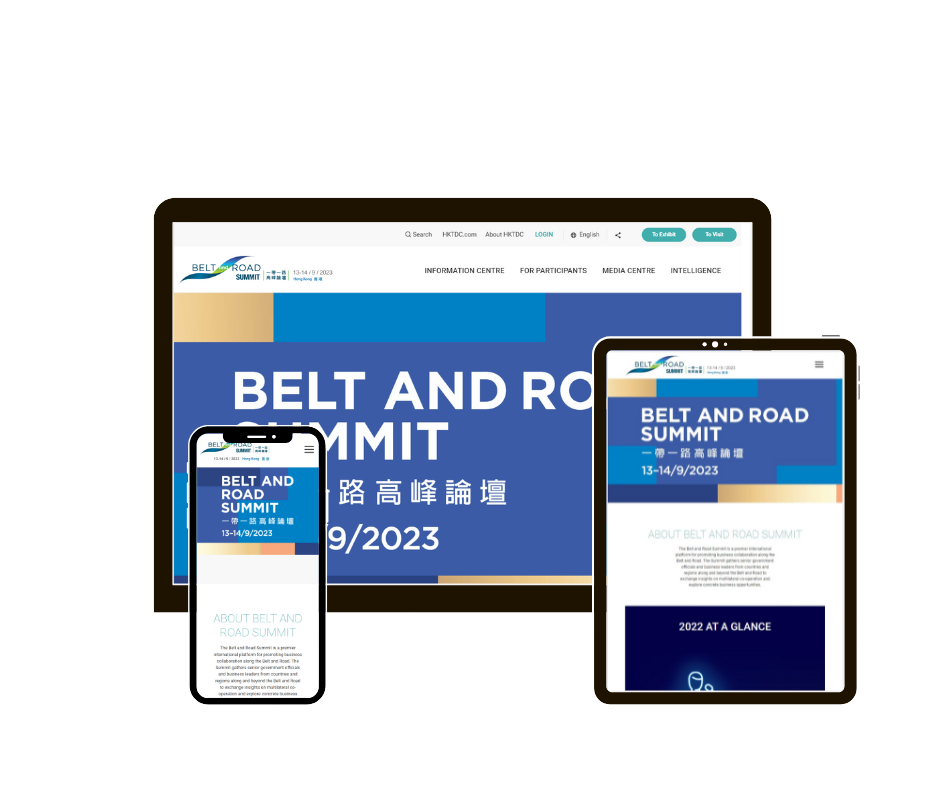 Search HKTDC.com About HKTDC LOGIN English To Exhibit To Visit
BELT AND ROAD
SUMMIT
一帶一路
高峰論壇
13-14 / 9 / 2023
Hong Kong 香港
INFORMATION CENTRE FOR PARTICIPANTS MEDIA CENTRE INTELLIGENCE
BELT AND RO
MMIT
路高峰論壇
9/2023
BELT AND ROAD
SUMMIT
一帶一路
高峰論壇
13-14 / 9 / 2023 Hong Kong 香港
BELT AND
ROAD
SUMMIT
一帶一路高峰論壇
13-14/9/2023
ABOUT BELT AND
ROAD SUMMIT
The Belt and Road Summit is a premier
international platform for promoting business
collaboration along the Belt and Road. The
Summit gathers senior government officials
and business leaders from countries and
regions along and beyond the Belt and Road
to exchange insights on multilateral co-
operation and explore concrete business
BELT AND ROAD
SUMMIT
一帶一路
高峰論壇
13-14 / 9 / 2023
Hong Kong 香港
BELT AND ROAD
SUMMIT
一帶一路高峰論壇
13-14/9/2023
ABOUT BELT AND ROAD SUMMIT
The Belt and Road Summit is a premier international
platform for promoting business collaboration along the
Belt and Road. The Summit gathers senior government
officials and business leaders from countries and
regions along and beyond the Belt and Road to
exchange insights on multilateral co-operation and
explore concrete business opportunities.
2022 AT A GLANCE